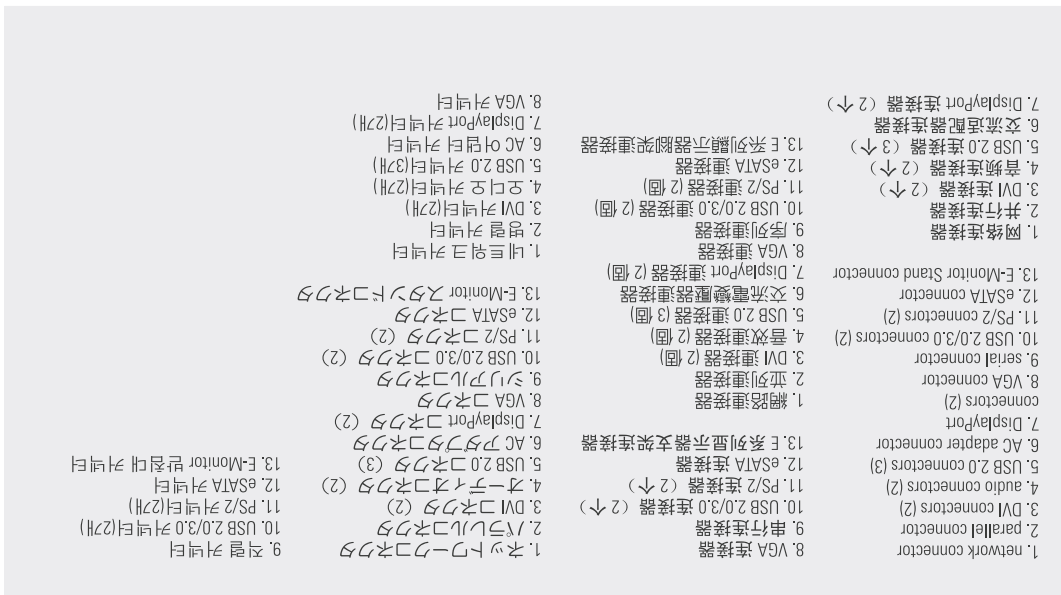 1. network connector
2. parallel connector
3. DVI connectors (2)
4. audio connectors (2)
5. USB 2.0 connectors (3)
6. AC adapter connector
7. DisplayPort
connectors (2)
8. VGA connector
9. serial connector
10. USB 2.0/3.0 connectors (2)
11. PS/2 connectors (2)
12. eSATA connector
13. E-Monitor Stand connector
1. 网络连接器
2. 并行连接器
3. DVI 连接器（2 个）
4. 音频连接器（2 个）
5. USB 2.0 连接器（3 个）
6. 交流适配器连接器
7. DisplayPort 连接器（2 个）
8. VGA 连接器
9. 串行连接器
10. USB 2.0/3.0 连接器（2 个）
11. PS/2 连接器（2 个）
12. eSATA 连接器
13. E 系列显示器支架连接器
1. 網路連接器
2. 並列連接器
3. DVI 連接器 (2 個)
4. 音效連接器 (2 個)
5. USB 2.0 連接器 (3 個)
6. 交流電變壓器連接器
7. DisplayPort 連接器 (2 個)
8. VGA 連接器
9. 序列連接器
10. USB 2.0/3.0 連接器 (2 個)
11. PS/2 連接器 (2 個)
12. eSATA 連接器
13. E 系列顯示器腳架連接器
1. ネットワークコネクタ
2. パラレルコネクタ
3. DVI コネクタ（2）
4. オーディオコネクタ（2）
5. USB 2.0 コネクタ（3）
6. AC アダプタコネクタ
7. DisplayPort コネクタ（2）
8. VGA コネクタ
9. シリアルコネクタ
10. USB 2.0/3.0 コネクタ（2）
11. PS/2 コネクタ（2）
12. eSATA コネクタ
13. E-Monitor スタンドコネクタ
1. 네트워크 커넥터
2. 병렬 커넥터
3. DVI 커넥터(2개)
4. 오디오 커넥터(2개)
5. USB 2.0 커넥터(3개)
6. AC 어댑터 커넥터
7. DisplayPort 커넥터(2개)
8. VGA 커넥터
9. 직렬 커넥터
10. USB 2.0/3.0 커넥터(2개)
11. PS/2 커넥터(2개)
12. eSATA 커넥터
13. E-Monitor 받침대 커넥터